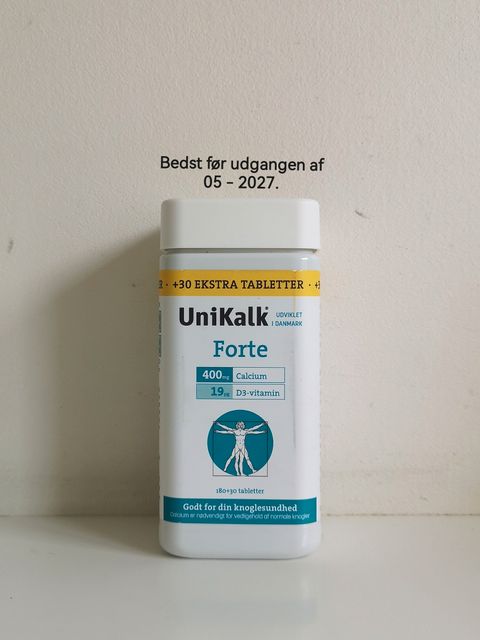 Bedst før udgangen af
05 - 2027.
· +30 EKSTRA TABLETTER ·
UniKalk
UDVIKLET
I DANMARK
Forte
400mg Calcium
19µg D3-vitamin
180+30 tabletter
Godt for din knoglesundhed
Calcium er nødvendigt for vedligehold af normale knogler